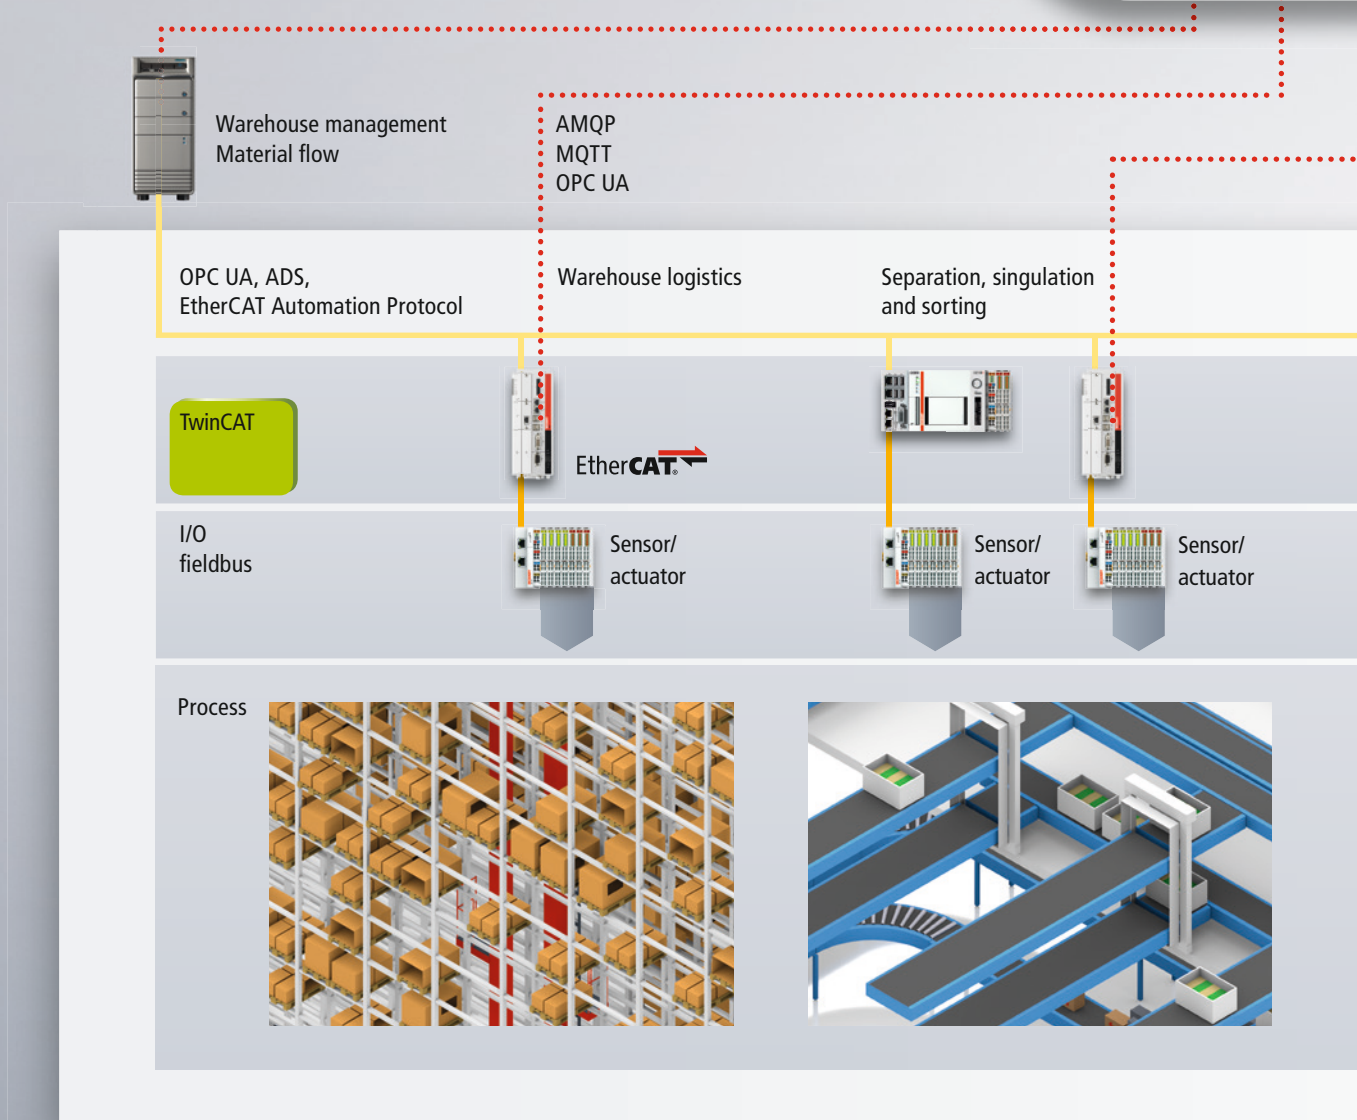 Warehouse management
Material flow
AMQP
MQTT
OPC UA
OPC UA, ADS,
EtherCAT Automation Protocol
Warehouse logistics
Separation, singulation
and sorting
TwinCAT
EtherCAT®
I/O
fieldbus
Sensor/
actuator
Sensor/
actuator
Sensor/
actuator
Process